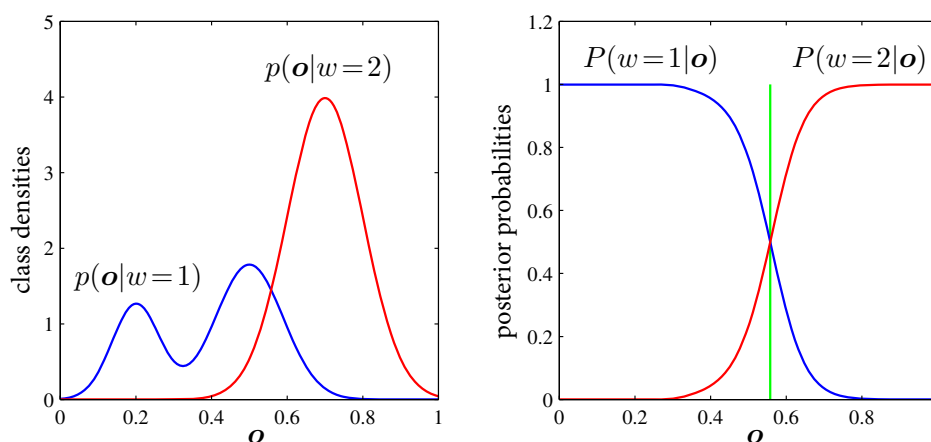 5
p(o|w=2)
4
3
class densities
2
p(o|w=1)
1
0
0 0.2 0.4 0.6 0.8 1
o
1.2
P(w=1|o) P(w=2|o)
1
0.8
posterior probabilities
0.6
0.4
0.2
0
0 0.2 0.4 0.6 0.8
o